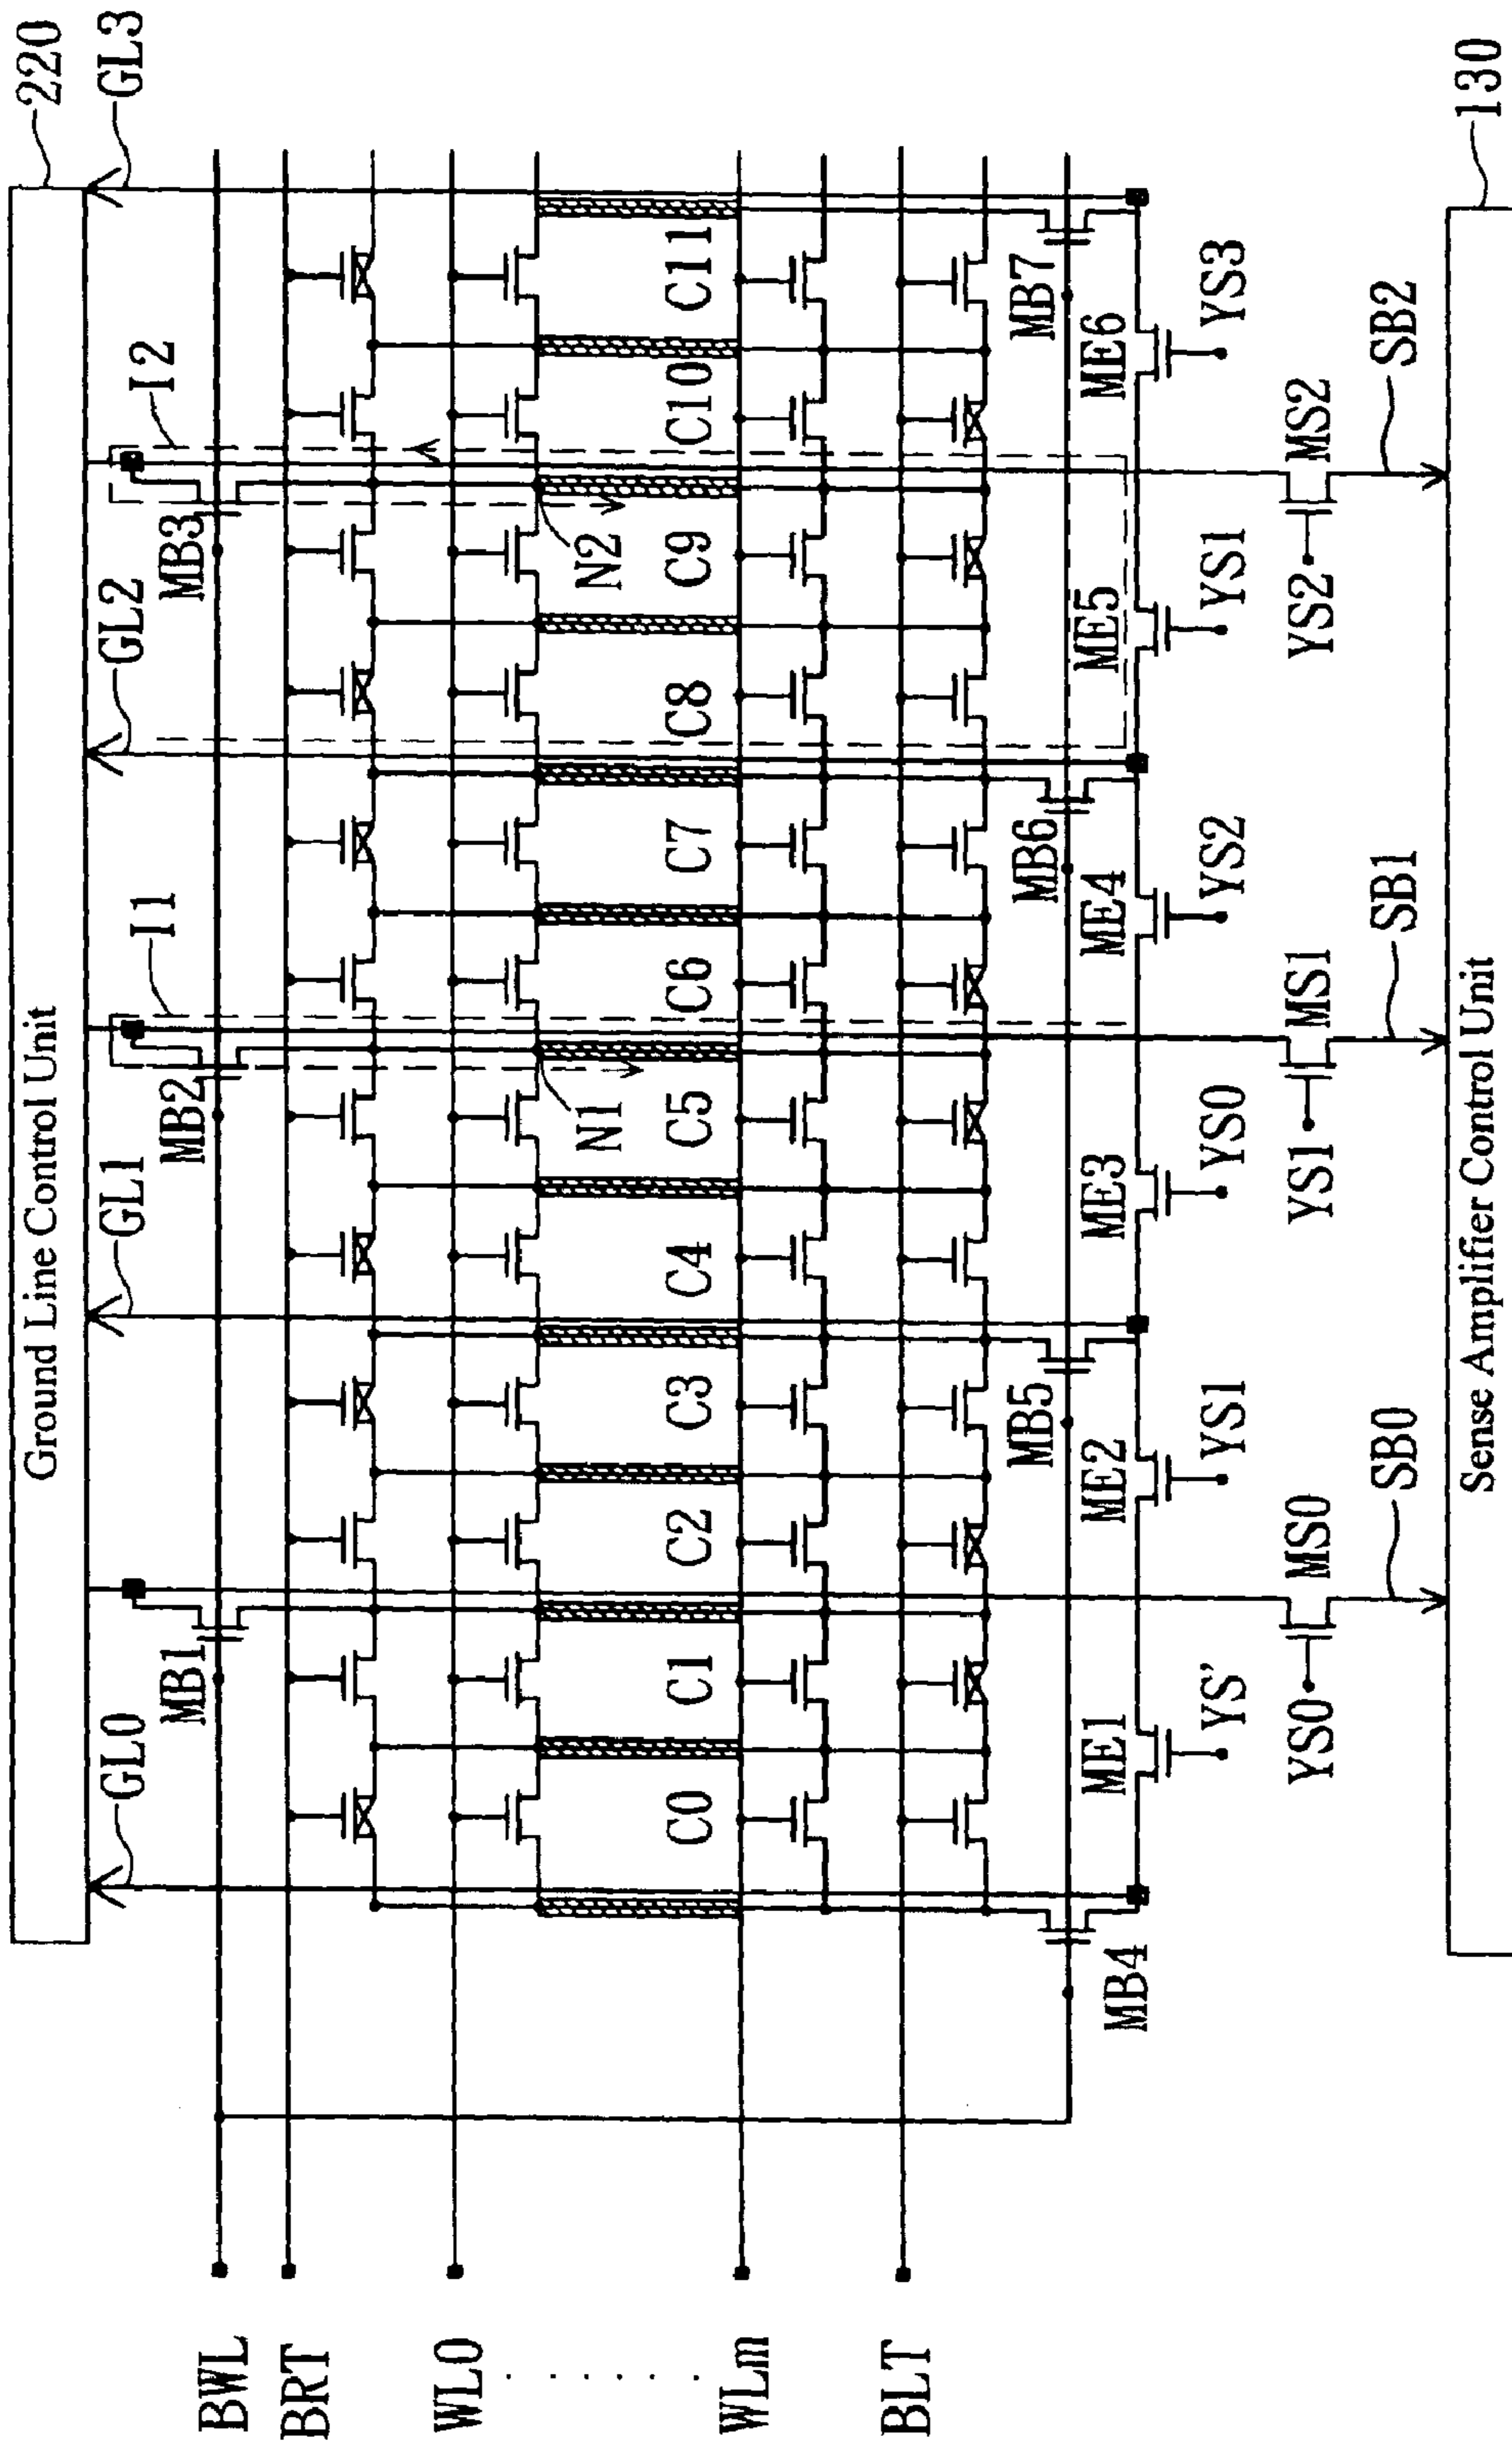 Ground Line Control Unit
220
GL0
GL1
I1
GL2
I2
GL3
BWL
MB1
MB2
MB3
BRT
WL0
N1
N2
. . . . . .
C0
C1
C2
C3
C4
C5
C6
C7
C8
C9
C10
C11
WLm
BLT
MB4
MB5
MB6
MB7
ME1
ME2
ME3
ME4
ME5
ME6
YS'
YS1
YS0
YS2
YS1
YS3
YS0
MS0
YS1
MS1
YS2
MS2
SB0
SB1
SB2
Sense Amplifier Control Unit
130